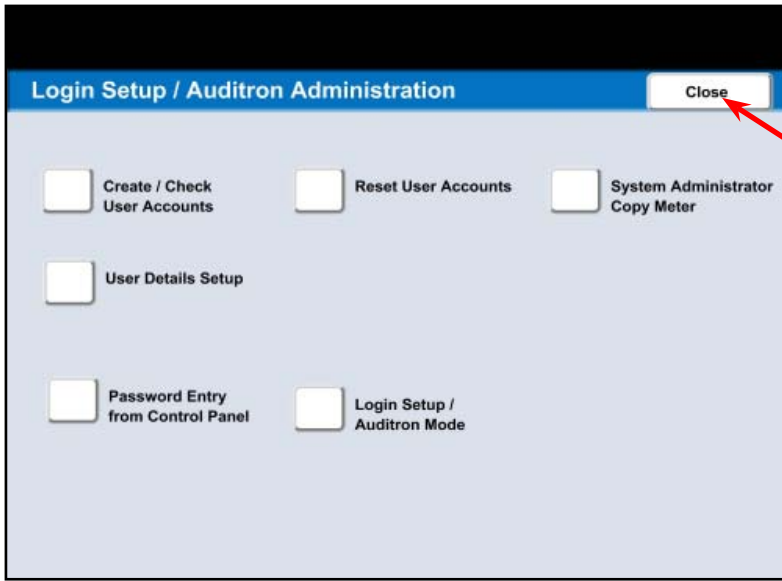 Login Setup / Auditron Administration
Close
Create / Check
User Accounts
Reset User Accounts
System Administrator
Copy Meter
User Details Setup
Password Entry
from Control Panel
Login Setup /
Auditron Mode